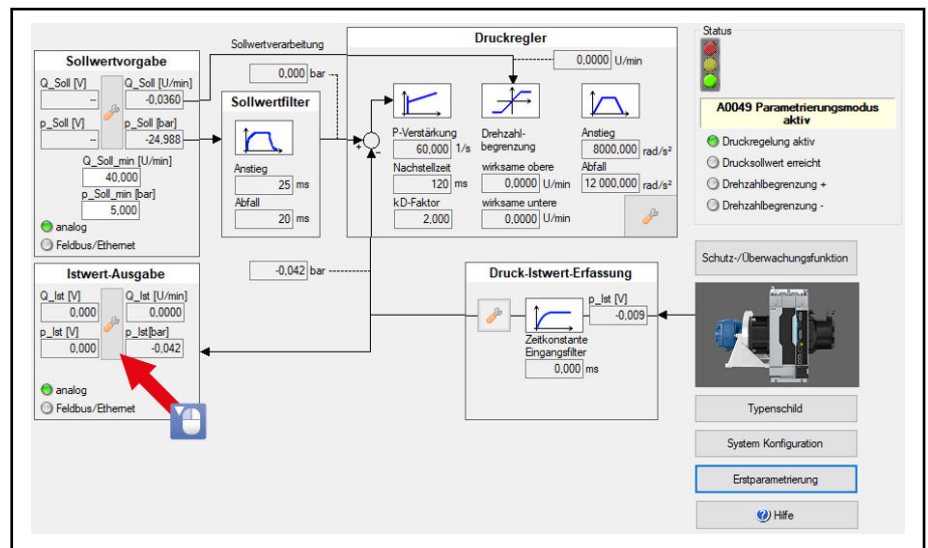 Sollwertvorgabe
Q_Soll [V]
Q_Soll [U/min]
--
-0,0360
p_Soll [V]
p_Soll [bar]
--
-24,988
Q_Soll_min [U/min]
40,000
p_Soll_min [bar]
5,000
analog
Feldbus/Ethernet
Sollwertverarbeitung
0,000 bar
Sollwertfilter
Anstieg
25 ms
Abfall
20 ms
Druckregler
0,0000 U/min
P-Verstärkung
60,000 1/s
Nachstellzeit
120 ms
kD-Faktor
2,000
Drehzahl-
begrenzung
wirksame obere
0,0000 U/min
wirksame untere
0,0000 U/min
Anstieg
8000,000 rad/s²
Abfall
12 000,000 rad/s²
+
-
Istwert-Ausgabe
Q_Ist [V]
Q_Ist [U/min]
0,000
0,0000
p_Ist [V]
p_Ist[bar]
0,000
-0,042
analog
Feldbus/Ethernet
-0,042 bar
Druck-Istwert-Erfassung
p_Ist [V]
-0,009
Zeitkonstante
Eingangsfilter
0,000 ms
Status
A0049 Parametrierungsmodus
aktiv
Druckregelung aktiv
Drucksollwert erreicht
Drehzahlbegrenzung +
Drehzahlbegrenzung -
Schutz-/Überwachungsfunktion
Typenschild
System Konfiguration
Erstparametrierung
Hilfe